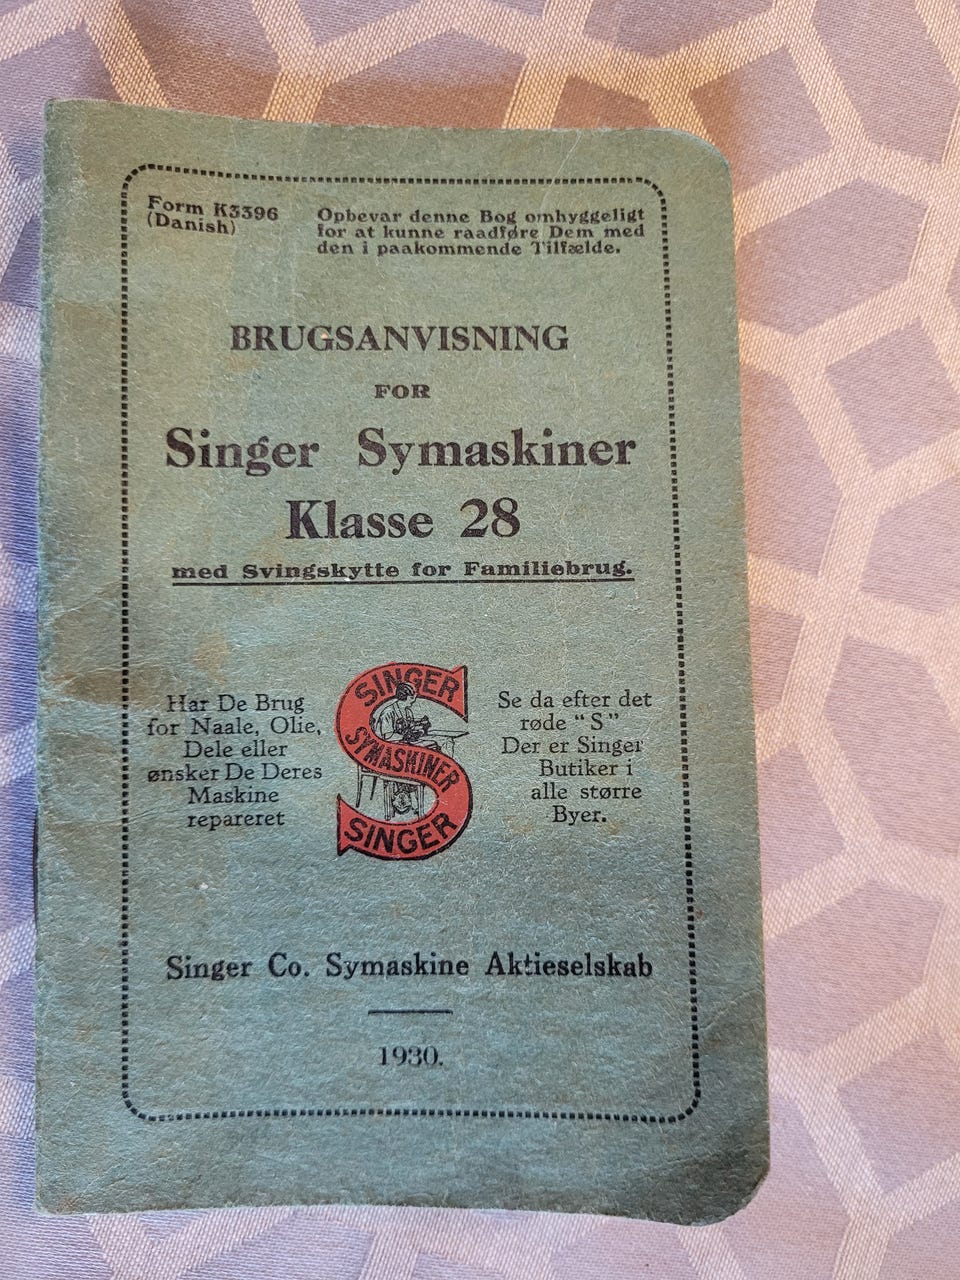 Form K3396
(Danish)
Opbevar denne Bog omhyggeligt
for at kunne raadføre Dem med
den i paakommende Tilfælde.
BRUGSANVISNING
FOR
Singer Symaskiner
Klasse 28
med Svingskytte for Familiebrug.
Har De Brug
for Naale, Olie,
Dele eller
ønsker De Deres
Maskine
repareret
SINGER
SYMASKINER
SINGER
Se da efter det
røde "S"
Der er Singer
Butiker i
alle større
Byer.
Singer Co. Symaskine Aktieselskab
1930.